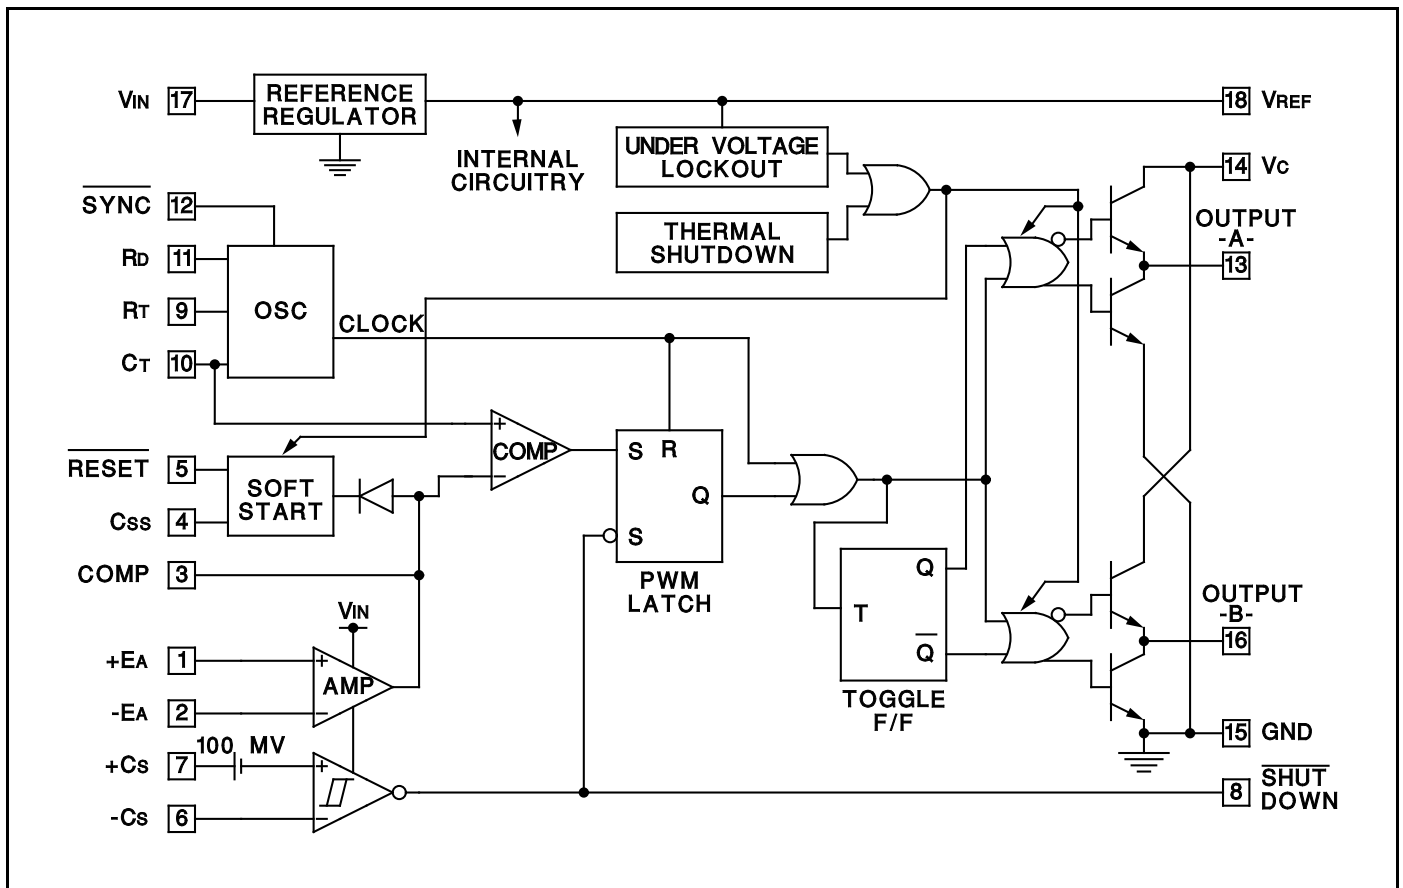 VIN 17 REFERENCE REGULATOR 18 VREF
INTERNAL CIRCUITRY
UNDER VOLTAGE LOCKOUT
14 VC
SYNC 12
OUTPUT
-A-
13
THERMAL SHUTDOWN
RD 11
RT 9
OSC
CLOCK
CT 10
COMP
+
-
RESET 5
CSS 4
SOFT START
S R
Q
S
PWM LATCH
COMP 3
Q
T
Q
TOGGLE F/F
OUTPUT
-B-
16
VIN
+EA 1
+
AMP
-EA 2
-
15 GND
100 MV
+CS 7
+
-CS 6
-
8 SHUT DOWN